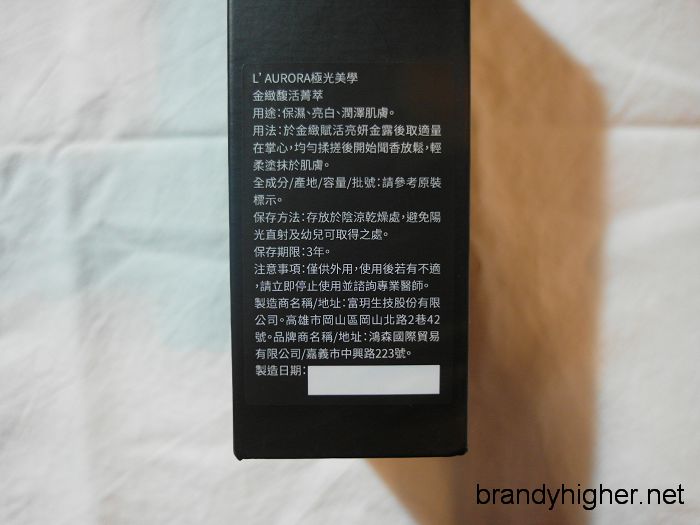 L' AURORA極光美學
金緻馥活菁萃
用途:保濕、亮白、潤澤肌膚。
用法:於金緻賦活亮妍金露後取適量
在掌心,均勻揉搓後開始聞香放鬆,輕
柔塗抹於肌膚。
全成分/產地/容量/批號:請參考原裝
標示。
保存方法:存放於陰涼乾燥處,避免陽
光直射及幼兒可取得之處。
保存期限:3年。
注意事項:僅供外用,使用後若有不適
,請立即停止使用並諮詢專業醫師。
製造商名稱/地址:富玥生技股份有限
公司。高雄市岡山區岡山北路2巷42
號。品牌商名稱/地址:鴻森國際貿易
有限公司/嘉義市中興路223號。
製造日期:
brandyhigher.net